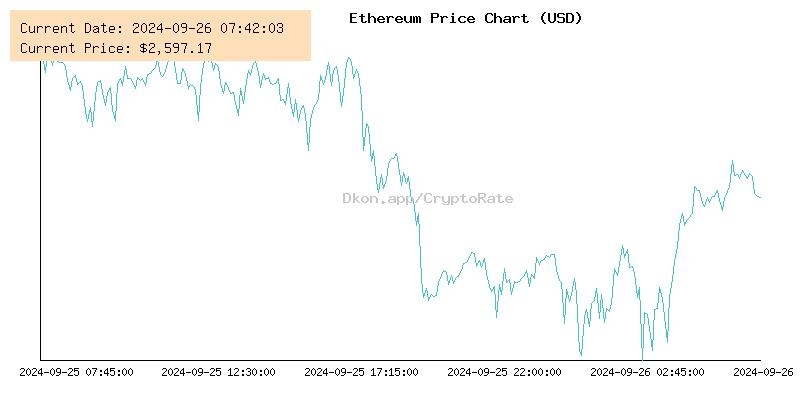 Ethereum Price Chart (USD)
Current Date: 2024-09-26 07:42:03
Current Price: $2,597.17
Dkon.app/CryptoRate
2024-09-25 07:45:00 2024-09-25 12:30:00 2024-09-25 17:15:00 2024-09-25 22:00:00 2024-09-26 02:45:00 2024-09-26